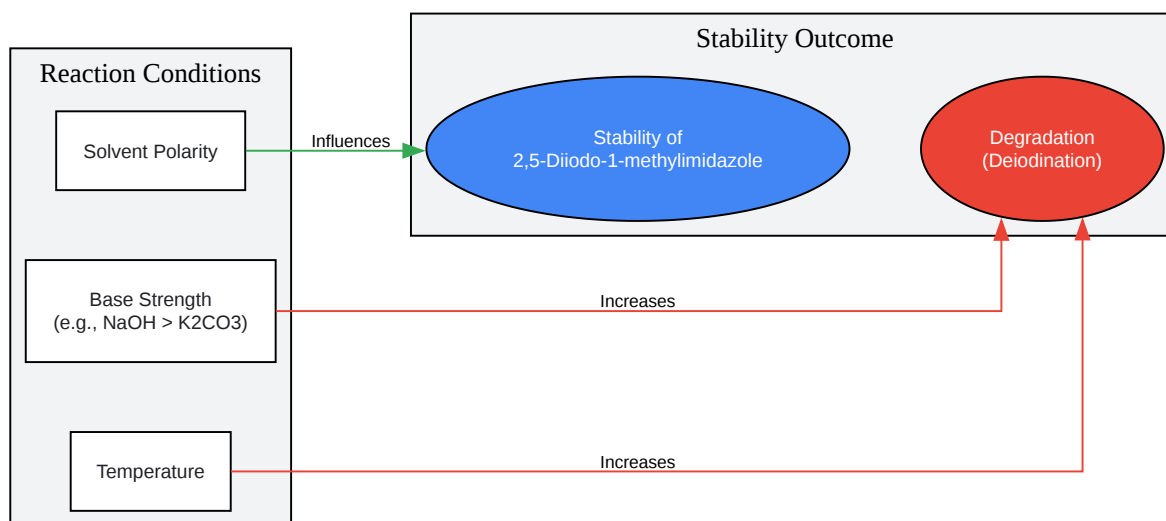 Stability Outcome
Reaction Conditions
Solvent Polarity
Influences
Stability of
2,5-Diiodo-1-methylimidazole
Degradation
(Deiodination)
Base Strength
(e.g., NaOH > K2CO3)
Increases
Temperature
Increases